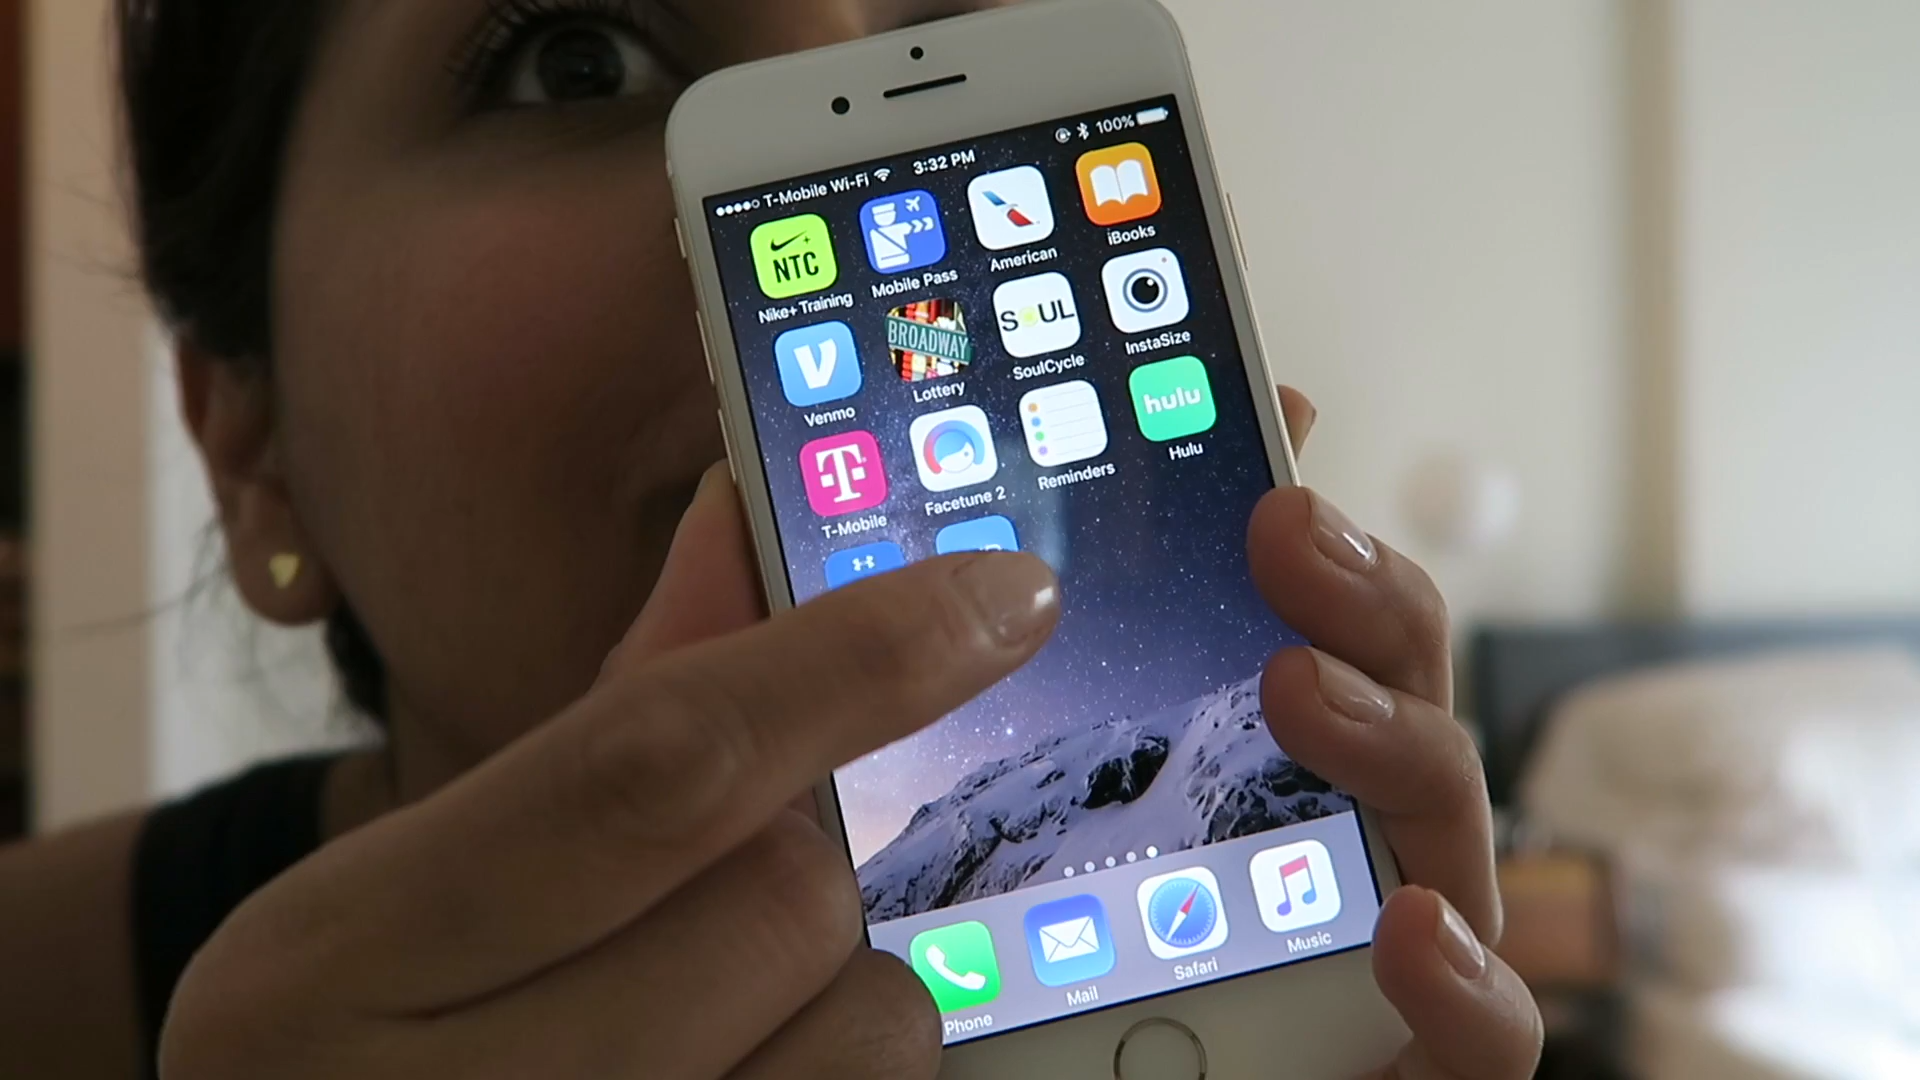 T-Mobile Wi-Fi 3:32 PM 100%
NTC
Nike+ Training Mobile Pass American iBooks
BROADWAY SOUL
Venmo Lottery SoulCycle InstaSize
T hulu
T-Mobile Facetune 2 Reminders Hulu
Phone Mail Safari Music